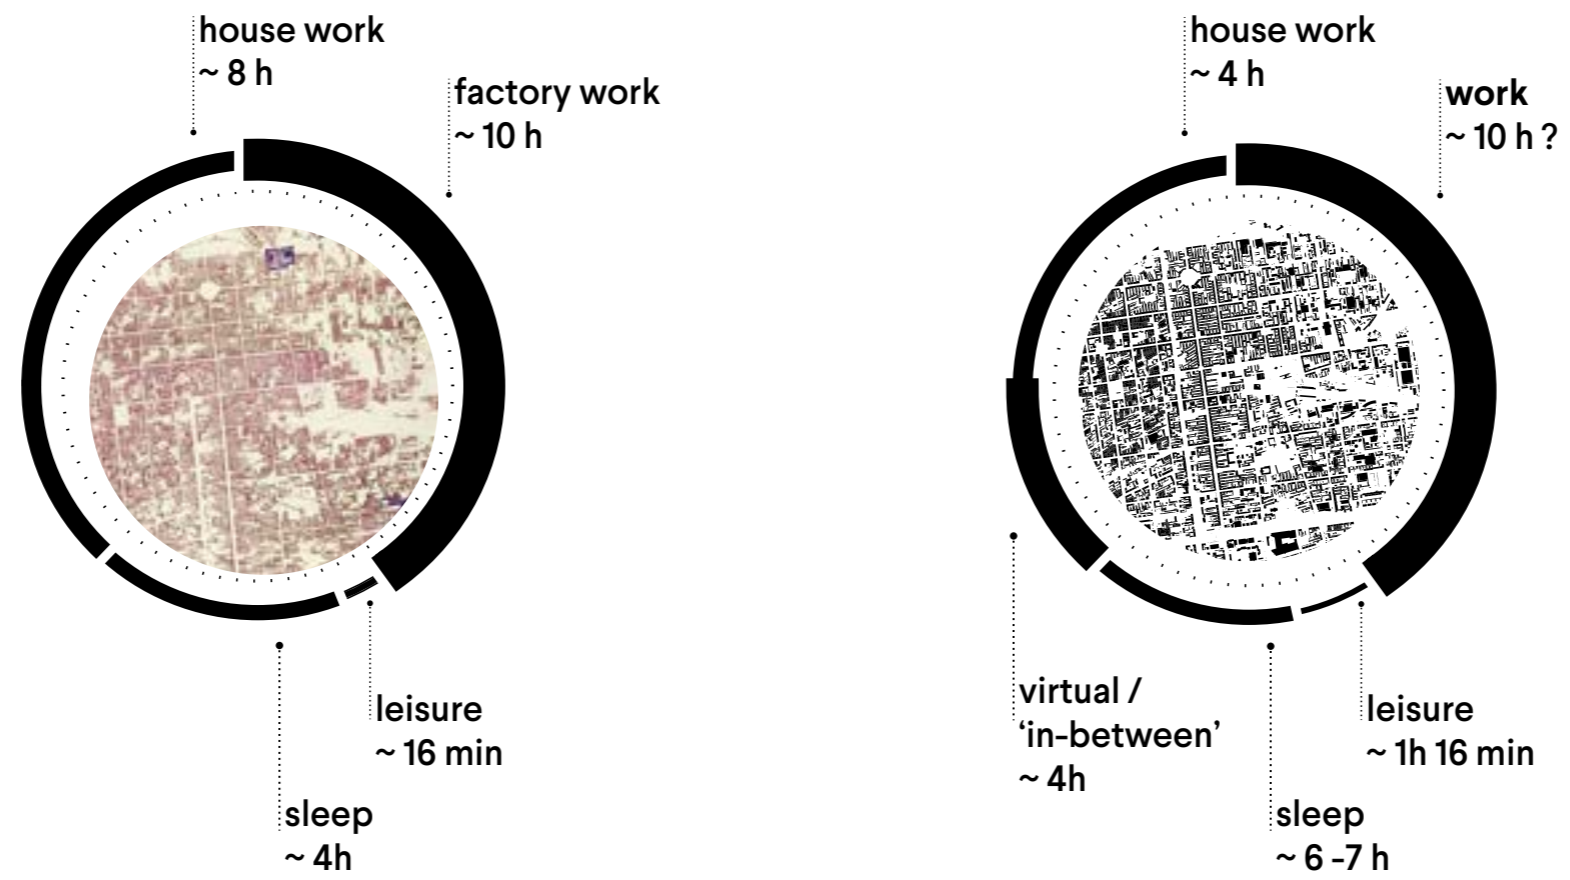 house work
~ 8 h
factory work
~ 10 h
leisure
~ 16 min
sleep
~ 4h
house work
~ 4 h
work
~ 10 h ?
virtual /
‘in-between’
~ 4h
leisure
~ 1h 16 min
sleep
~ 6 -7 h